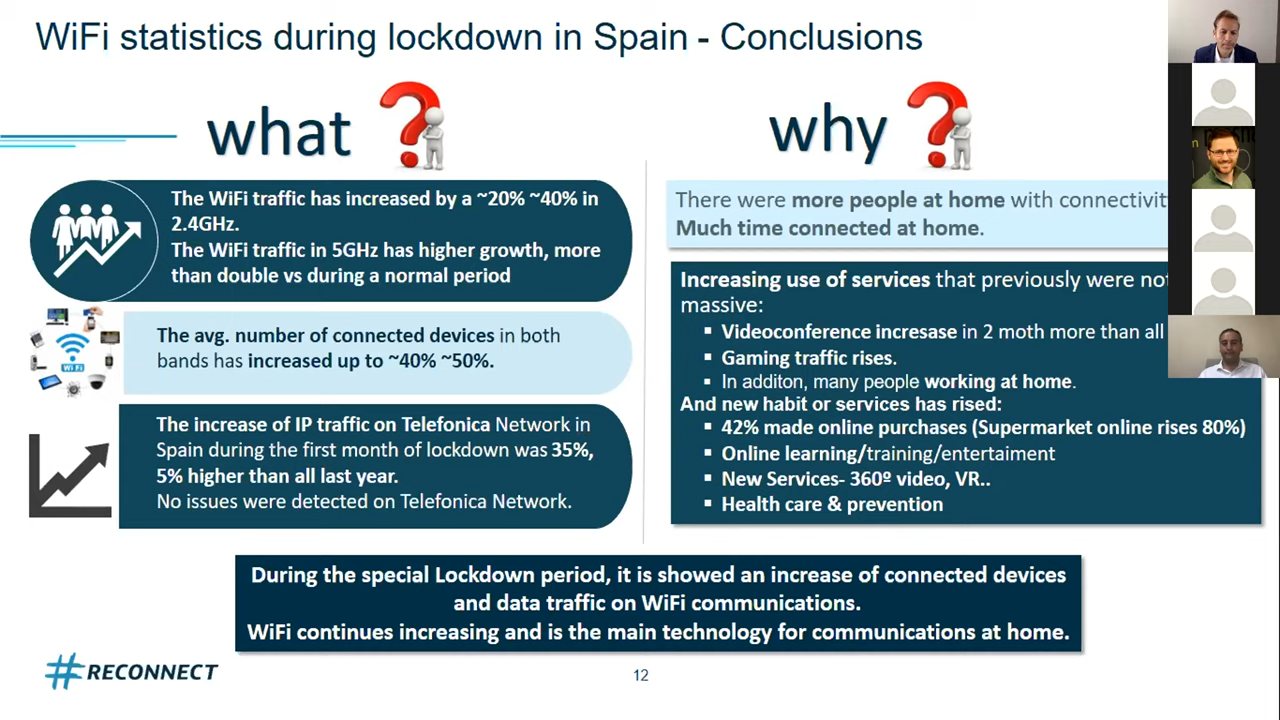 WiFi statistics during lockdown in Spain - Conclusions
what
The WiFi traffic has increased by a ~20% ~40% in
2.4GHz.
The WiFi traffic in 5GHz has higher growth, more
than double vs during a normal period
Wi Fi
The avg. number of connected devices in both
bands has increased up to ~40% ~50%.
The increase of IP traffic on Telefonica Network in
Spain during the first month of lockdown was 35%,
5% higher than all last year.
No issues were detected on Telefonica Network.
why
There were more people at home with
Much time connected at home.
Increasing use of services that previously were not
massive:
▪ Videoconference incresase in 2 moth more than all
▪ Gaming traffic rises.
▪ In additon, many people working at home.
And new habit or services has rised:
▪ 42% made online purchases (Supermarket online rises 80%)
▪ Online learning/training/entertaiment
▪ New Services- 360º video, VR..
▪ Health care & prevention
During the special Lockdown period, it is showed an increase of connected devices
and data traffic on WiFi communications.
WiFi continues increasing and is the main technology for communications at home.
#RECONNECT
12